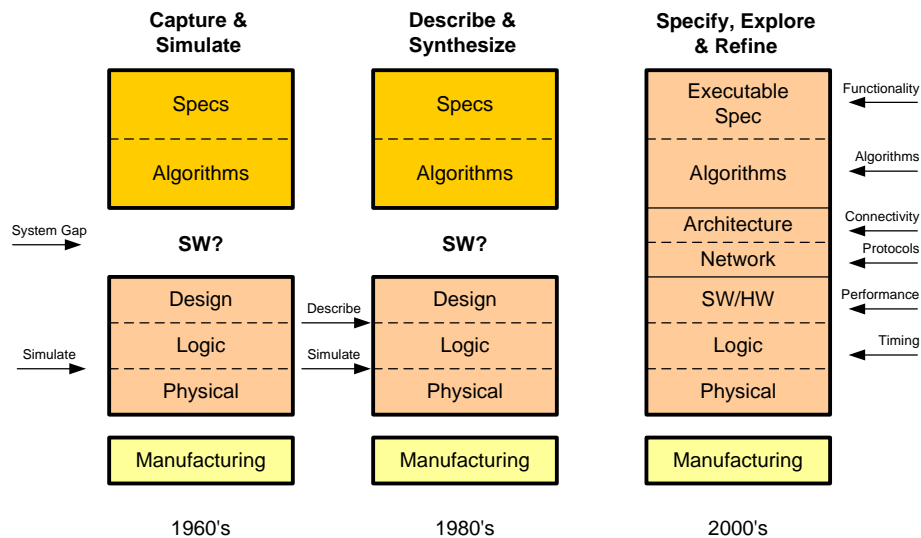 Capture &
Simulate
Describe &
Synthesize
Specify, Explore
& Refine
Specs
Algorithms
Specs
Algorithms
Executable
Spec
Algorithms
Architecture
Network
SW/HW
Logic
Physical
Functionality
Algorithms
Connectivity
Protocols
Performance
Timing
System Gap
SW?
SW?
Simulate
Design
Logic
Physical
Describe
Simulate
Design
Logic
Physical
Manufacturing
Manufacturing
Manufacturing
1960's
1980's
2000's